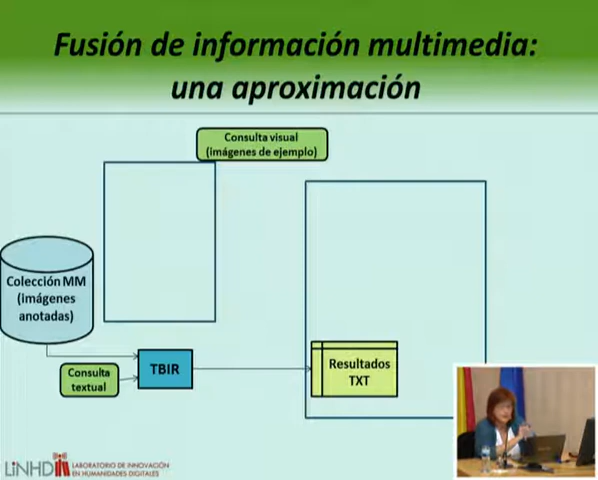 Fusión de información multimedia:
una aproximación
Consulta visual
(imágenes de ejemplo)
Colección MM
(imágenes
anotadas)
Consulta
textual
TBIR
Resultados
TXT
LINHD
LABORATORIO DE INNOVACIÓN
EN HUMANIDADES DIGITALES